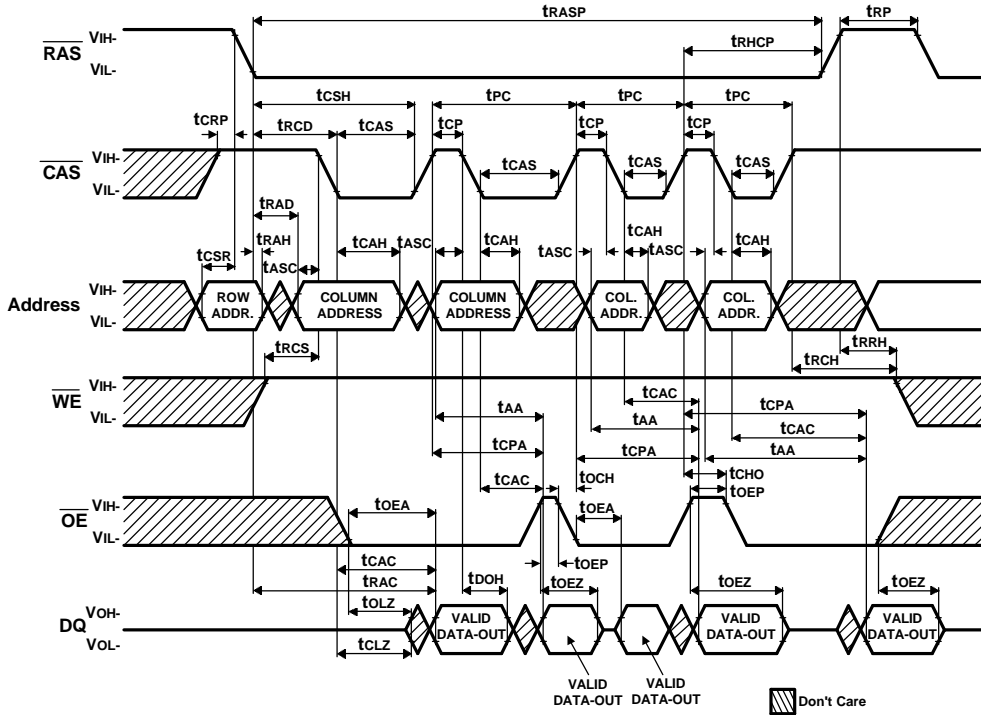 tRASP tRP
VIH-
RAS
VIL-
tRHCP
tCSH tPC tPC tPC
tCRP tRCD tCAS tCP tCP tCP
VIH-
CAS
VIL-
tCAS tCAS tCAS
tRAD
tRAH tCAH tASC tCAH tCAH
tCSR tASC tASC tASC tCAH
VIH-
Address
VIL-
ROW ADDR.
COLUMN ADDRESS
COLUMN ADDRESS
COL. ADDR.
COL. ADDR.
tRCS tRRH
tRCH
VIH-
WE
VIL-
tCAC tCPA
tAA tAA tCAC
tCPA tCPA tAA
tCAC tOCH tCHO
tOEP
VIH-
OE
VIL-
tOEA tOEA
tOEP
tCAC
tRAC tDOH tOEZ tOEZ tOEZ
tOLZ
VOH-
DQ
VOL-
VALID DATA-OUT
VALID DATA-OUT
VALID DATA-OUT
tCLZ
VALID DATA-OUT
VALID DATA-OUT
Don't Care